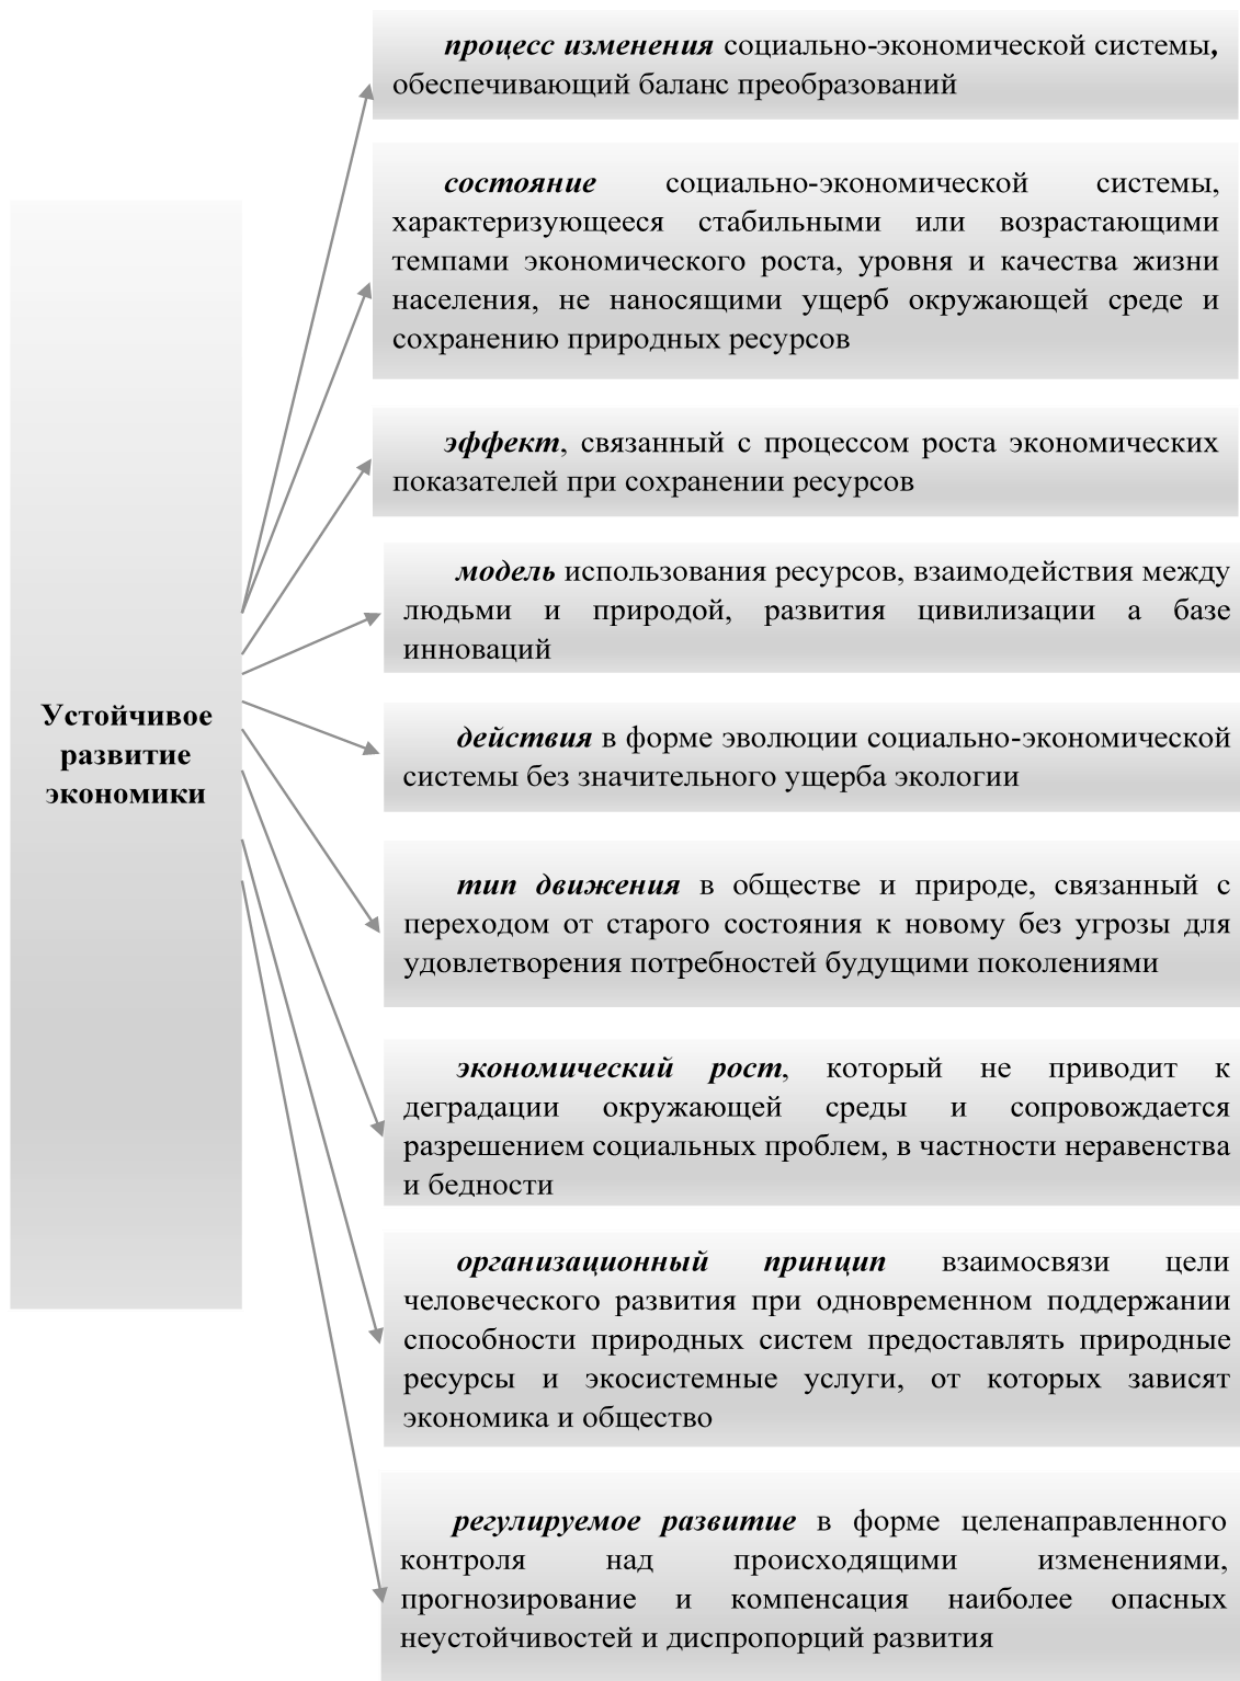 процесс изменения социально-экономической системы,
обеспечивающий баланс преобразований
состояние социально-экономической системы,
характеризующееся стабильными или возрастающими
темпами экономического роста, уровня и качества жизни
населения, не наносящими ущерб окружающей среде и
сохранению природных ресурсов
эффект, связанный с процессом роста экономических
показателей при сохранении ресурсов
модель использования ресурсов, взаимодействия между
людьми и природой, развития цивилизации а базе
инноваций
Устойчивое
развитие
экономики
действия в форме эволюции социально-экономической
системы без значительного ущерба экологии
тип движения в обществе и природе, связанный с
переходом от старого состояния к новому без угрозы для
удовлетворения потребностей будущими поколениями
экономический рост, который не приводит к
деградации окружающей среды и сопровождается
разрешением социальных проблем, в частности неравенства
и бедности
организационный принцип взаимосвязи цели
человеческого развития при одновременном поддержании
способности природных систем предоставлять природные
ресурсы и экосистемные услуги, от которых зависят
экономика и общество
регулируемое развитие в форме целенаправленного
контроля над происходящими изменениями,
прогнозирование и компенсация наиболее опасных
неустойчивостей и диспропорций развития